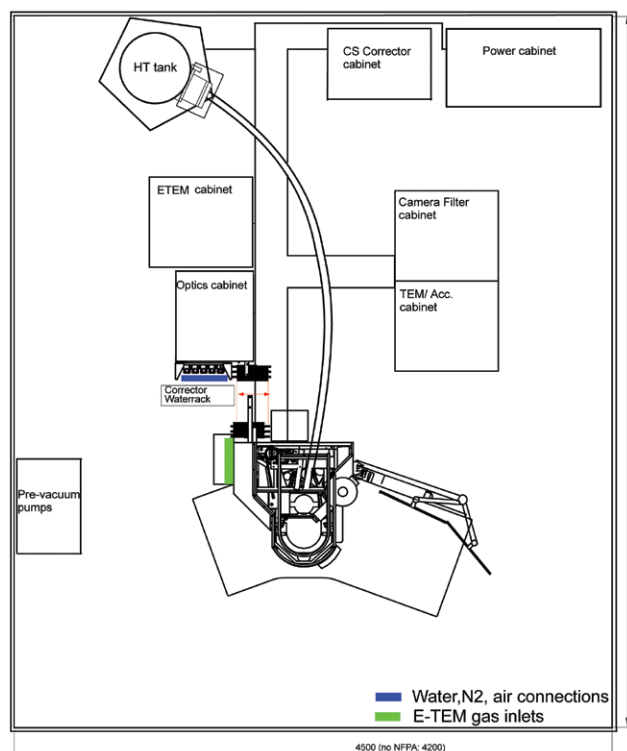 HT tank
CS Corrector
cabinet
Power cabinet
ETEM cabinet
Camera Filter
cabinet
Optics cabinet
TEM/ Acc.
cabinet
Corrector
Waterrack
Pre-vacuum
pumps
Water,N2, air connections
E-TEM gas inlets
4500 (no NFPA: 4200)